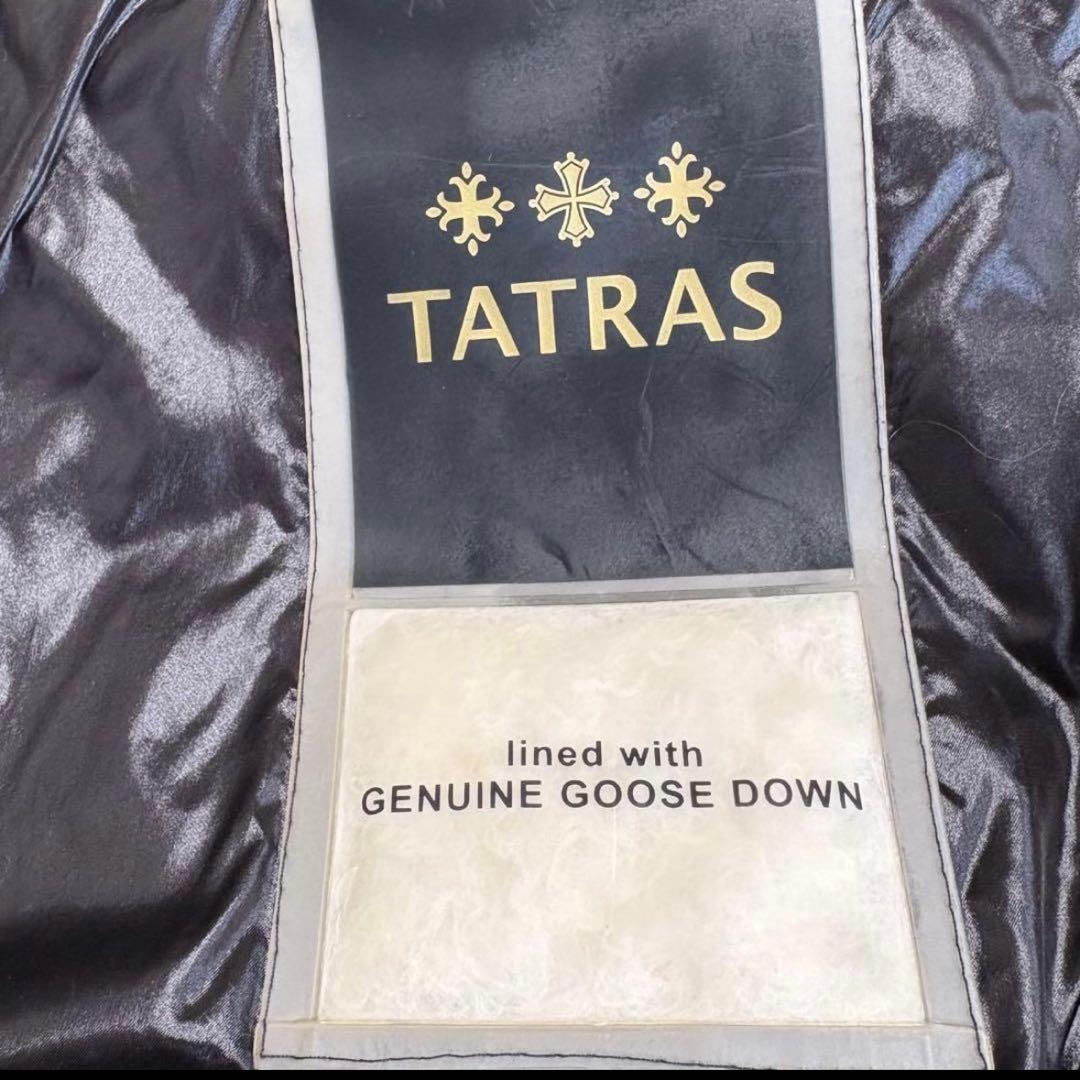 TATRAS
lined with
GENUINE GOOSE DOWN